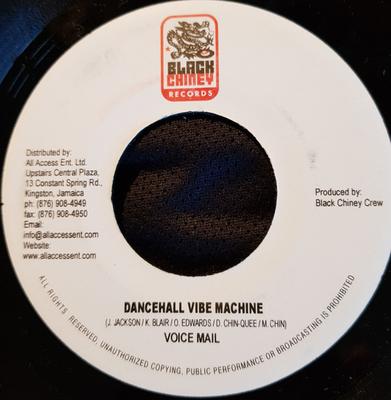 BLACK
CHINEY
RECORDS
Distributed by:
All Access Ent. Ltd.
Upstairs Central Plaza,
13 Constant Spring Rd.,
Kingston, Jamaica
ph: (876) 908-4949
fax: (876) 908-4950
Email:
info@allaccessent.com
Website:
www.allaccessent.com
Produced by:
Black Chiney Crew
DANCEHALL VIBE MACHINE
(J. JACKSON / K. BLAIR / O. EDWARDS / D. CHIN-QUEE / M. CHIN)
VOICE MAIL
ALL RIGHTS RESERVED, UNAUTHORIZED COPYING, PUBLIC PERFORMANCE OR BROADCASTING IS PROHIBITED